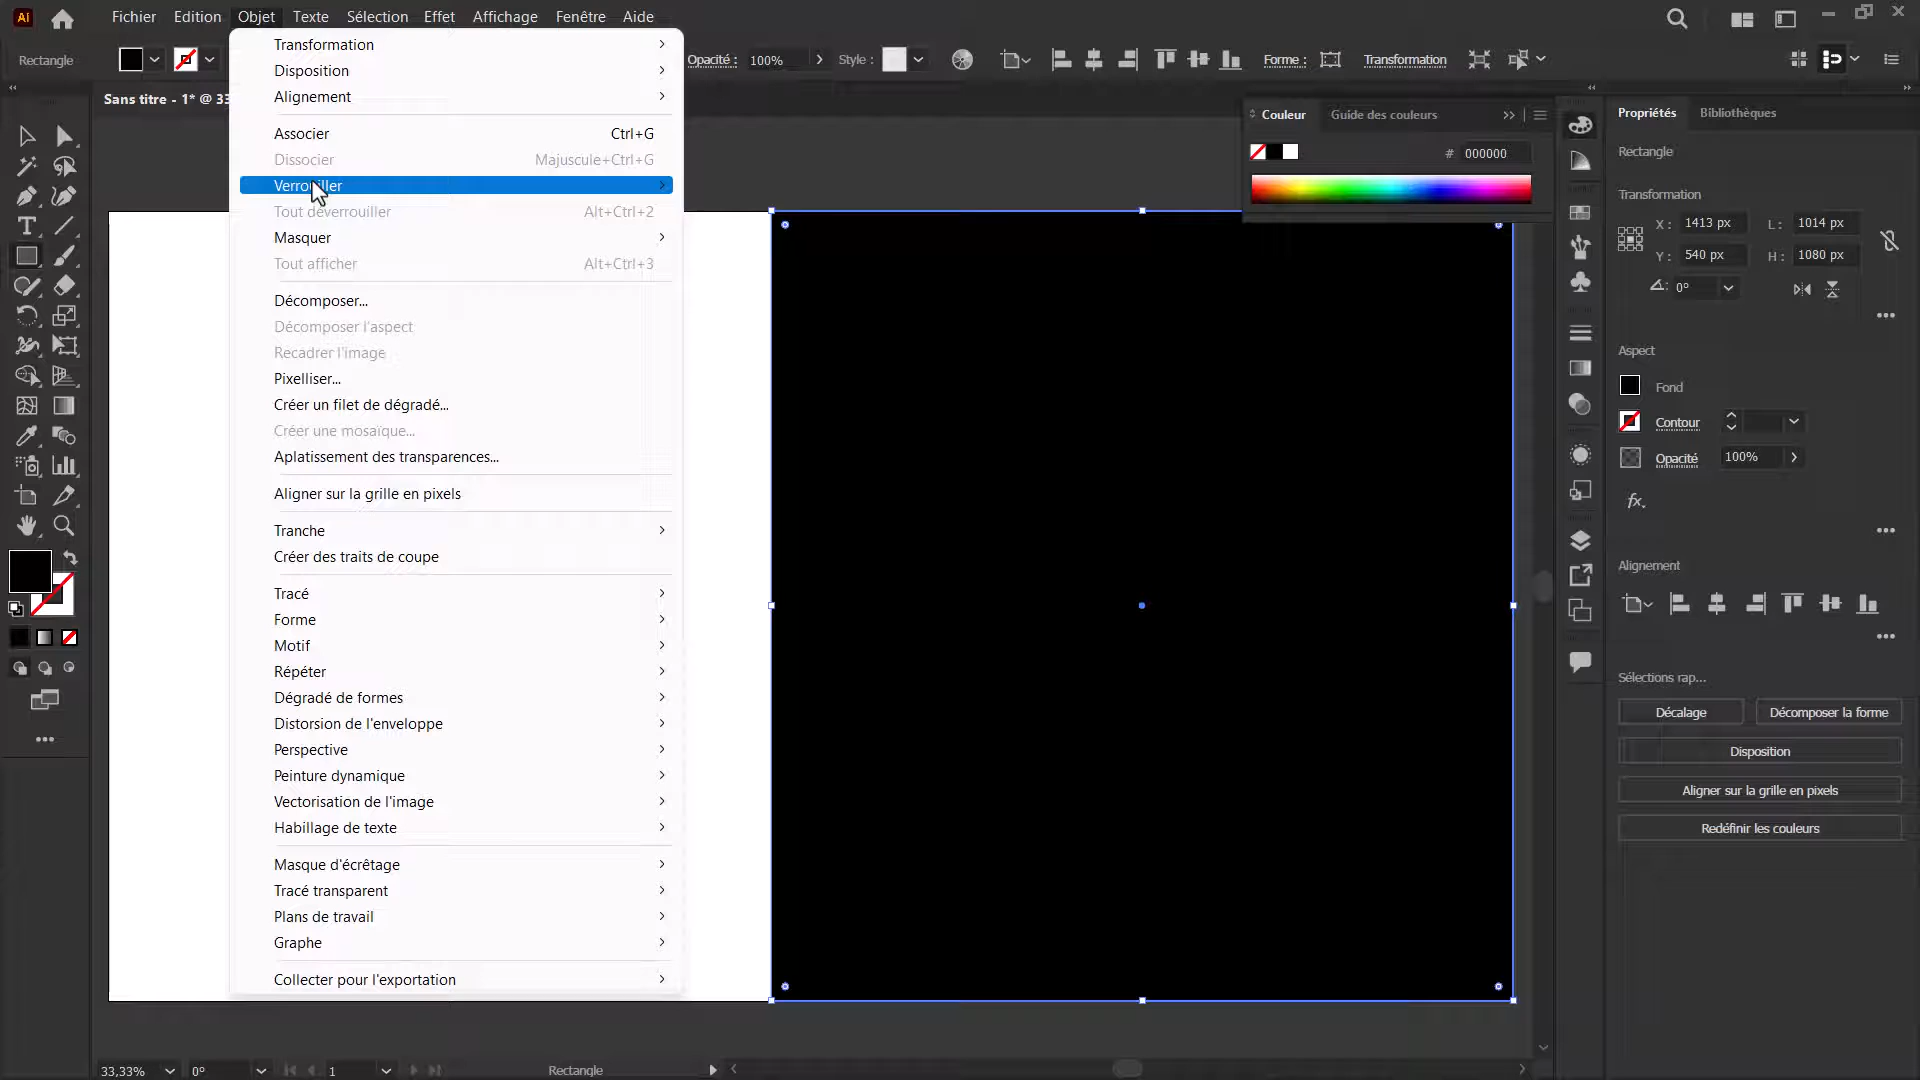 Ai
Fichier Edition Objet Texte Sélection Effet Affichage Fenêtre Aide
Rectangle
Opacité : 100% Style : Forme : Transformation
Sans titre - 1* @ 33
Transformation
Disposition
Alignement
Associer Ctrl+G
Dissocier Majuscule+Ctrl+G
Verrouiller
Tout déverrouiller Alt+Ctrl+2
Masquer
Tout afficher Alt+Ctrl+3
Décomposer...
Décomposer l'aspect
Recadrer l'image
Pixelliser...
Créer un filet de dégradé...
Créer une mosaïque...
Aplatissement des transparences...
Aligner sur la grille en pixels
Tranche
Créer des traits de coupe
Tracé
Forme
Motif
Répéter
Dégradé de formes
Distorsion de l'enveloppe
Perspective
Peinture dynamique
Vectorisation de l'image
Habillage de texte
Masque d'écrêtage
Tracé transparent
Plans de travail
Graphe
Collecter pour l'exportation
Couleur Guide des couleurs
# 000000
Propriétés Bibliothèques
Rectangle
Transformation
X : 1413 px L : 1014 px
Y : 540 px H : 1080 px
0°
Aspect
Fond
Contour
Opacité 100%
fx.
Alignement
Sélections rap...
Décalage Décomposer la forme
Disposition
Aligner sur la grille en pixels
Redéfinir les couleurs
33,33% 0° 1 Rectangle